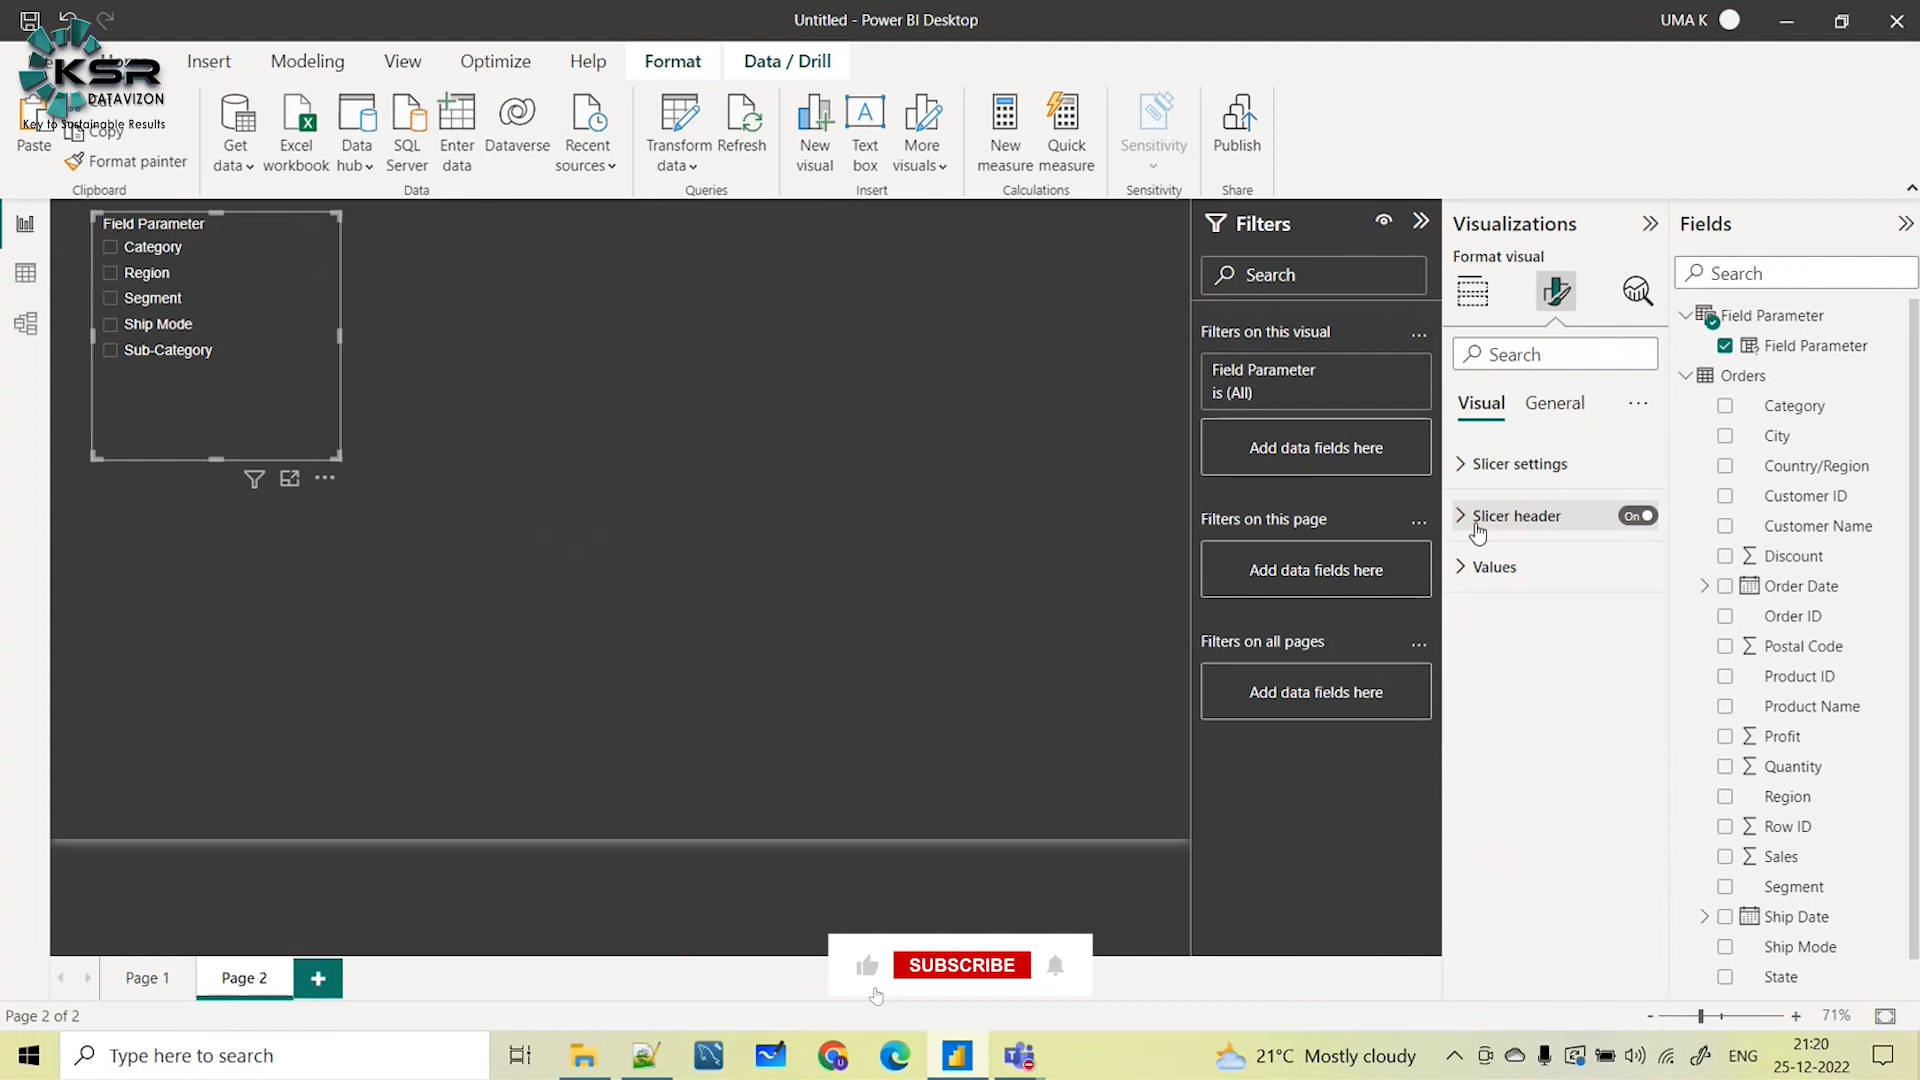 Untitled - Power BI Desktop
UMA K
KSR
DATAVIZON
Key to Sustainable Results
Insert
Modeling
View
Optimize
Help
Format
Data / Drill
Paste
Copy
Format painter
Clipboard
Get data
Excel workbook
Data hub
SQL Server
Enter data
Dataverse
Recent sources
Data
Transform data
Refresh
Queries
New visual
Text box
More visuals
Insert
New measure
Quick measure
Calculations
Sensitivity
Sensitivity
Publish
Share
Field Parameter
Category
Region
Segment
Ship Mode
Sub-Category
Filters
Search
Filters on this visual
Field Parameter
is (All)
Add data fields here
Filters on this page
Add data fields here
Filters on all pages
Add data fields here
Visualizations
Format visual
Search
Visual
General
Slicer settings
Slicer header
On
Values
Fields
Search
Field Parameter
Field Parameter
Orders
Category
City
Country/Region
Customer ID
Customer Name
Discount
Order Date
Order ID
Postal Code
Product ID
Product Name
Profit
Quantity
Region
Row ID
Sales
Segment
Ship Date
Ship Mode
State
Page 1
Page 2
SUBSCRIBE
Page 2 of 2
71%
Type here to search
21°C Mostly cloudy
ENG
21:20
25-12-2022